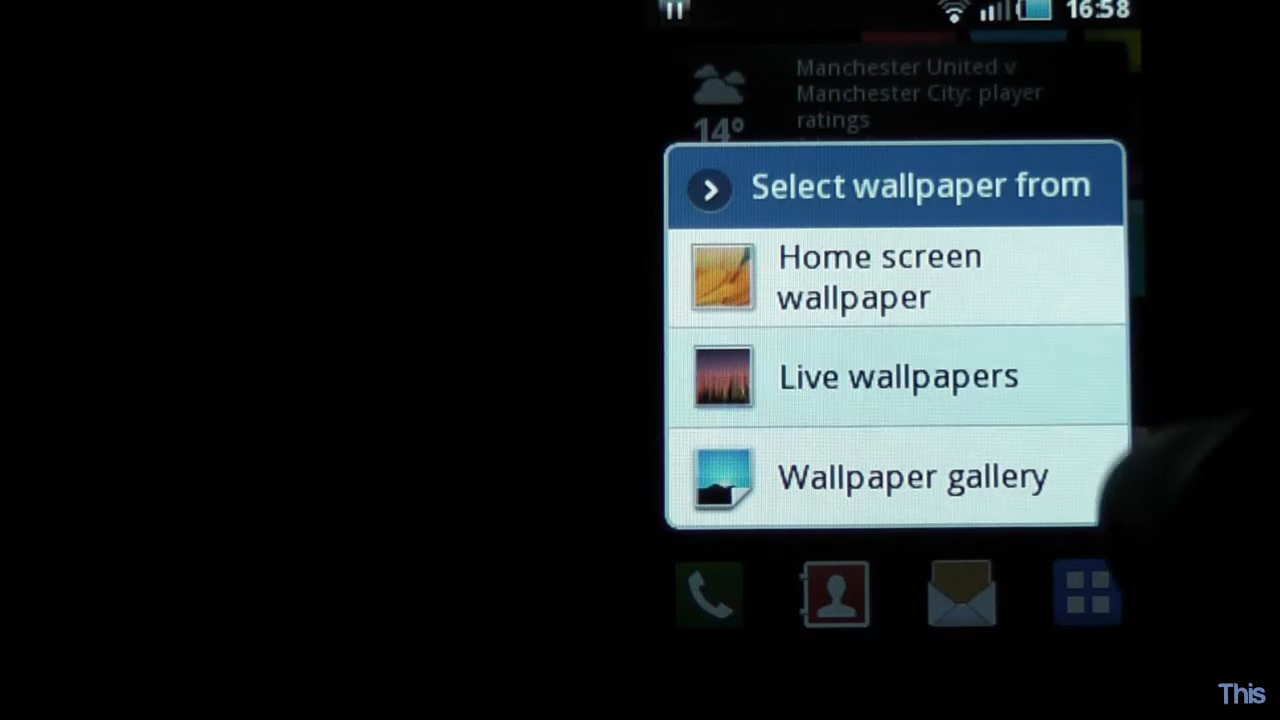 16:58
Manchester United v
Manchester City: player
ratings
14°
Select wallpaper from
Home screen
wallpaper
Live wallpapers
Wallpaper gallery
This